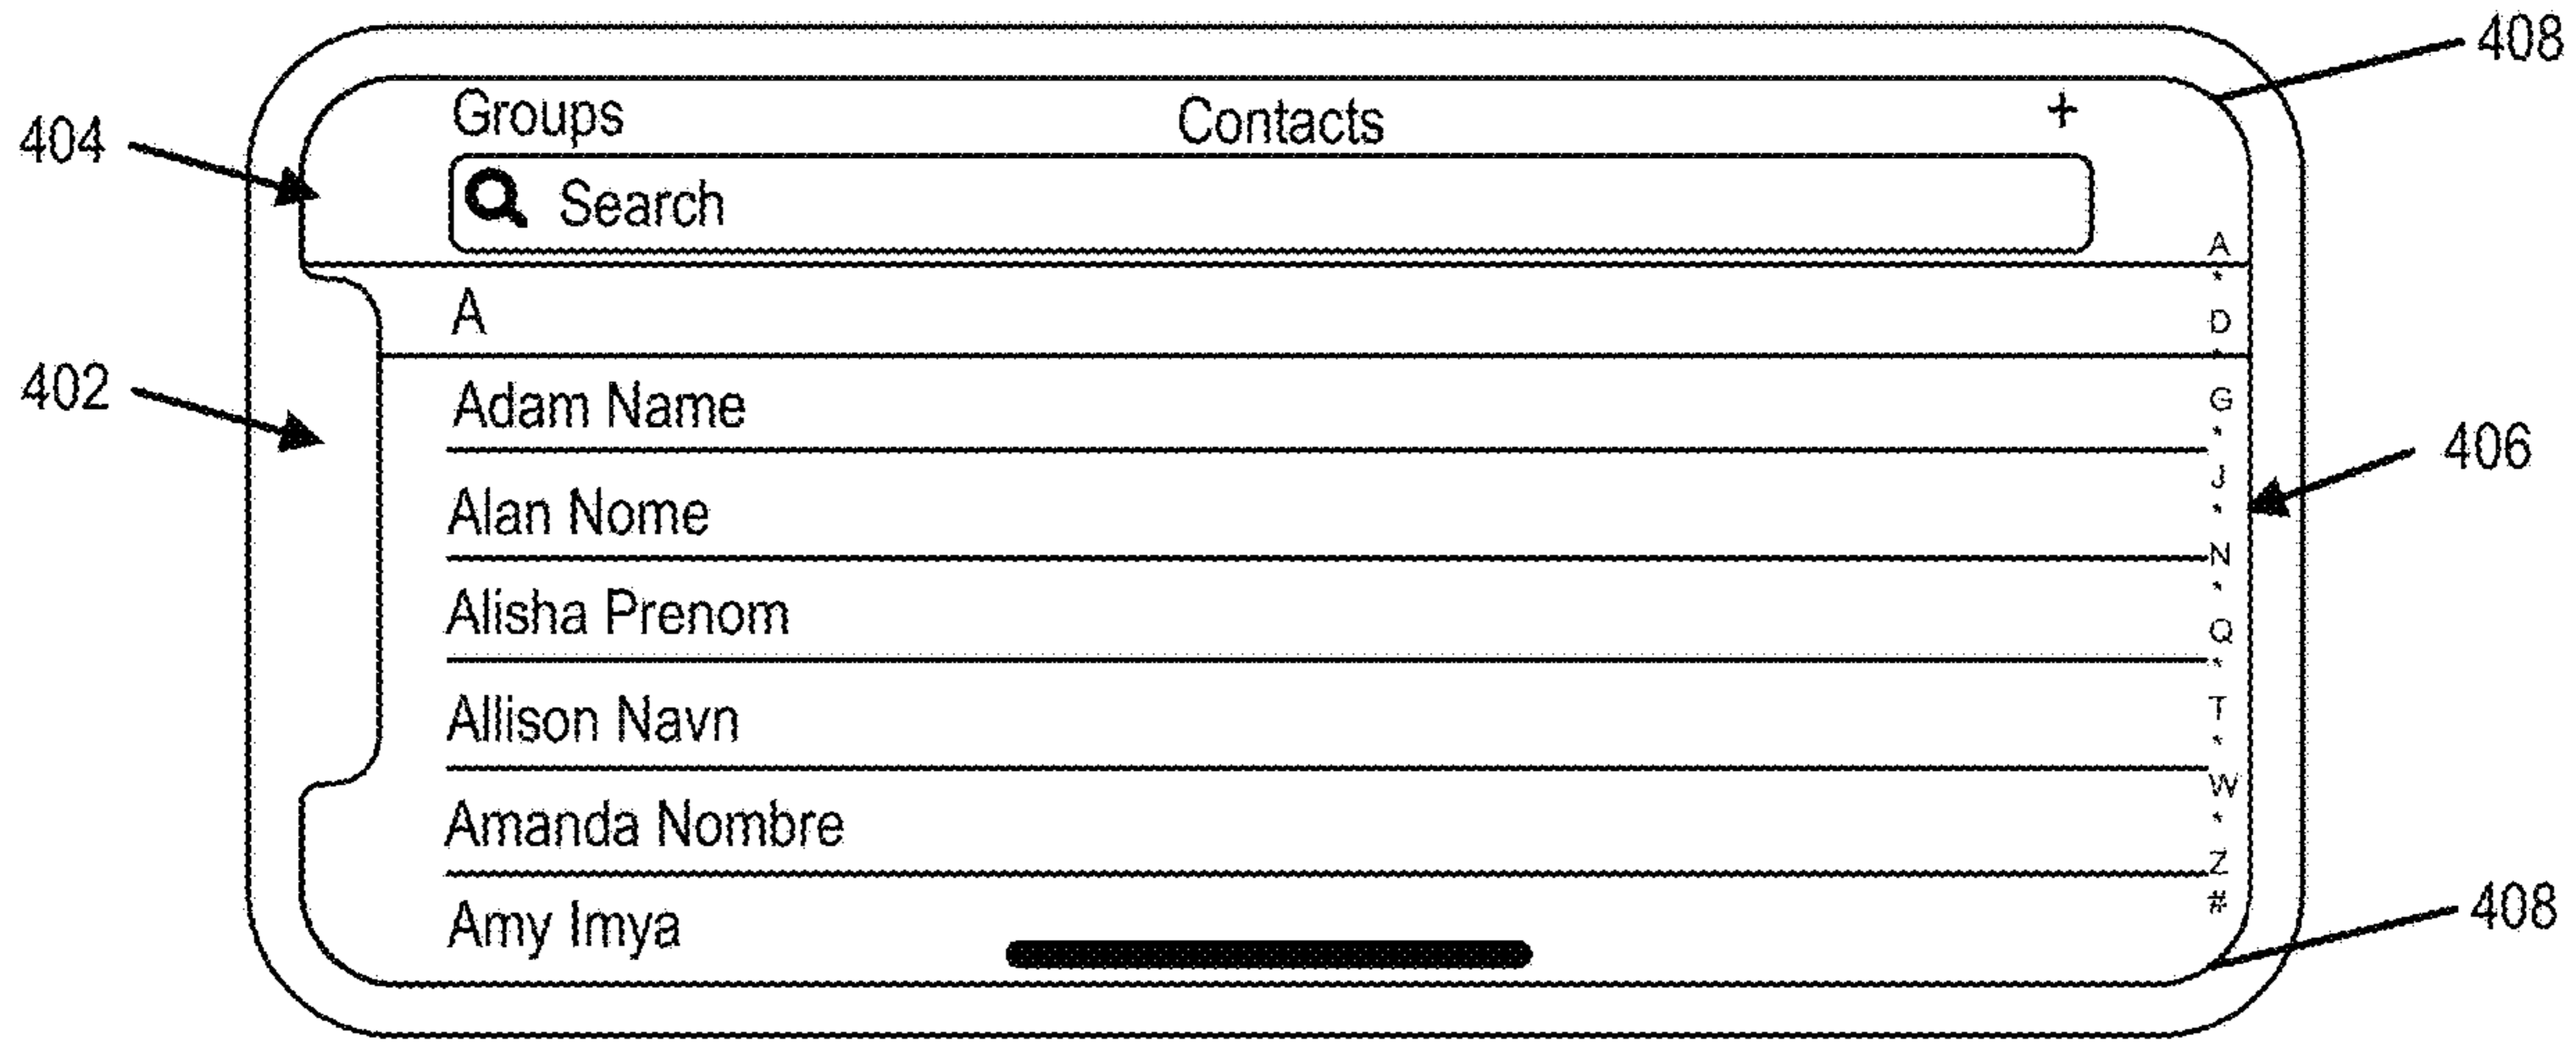 408
Groups Contacts +
404
Search
A
*
A
D
*
402
Adam Name
G
*
406
J
Alan Nome
*
N
*
Alisha Prenom
Q
*
Allison Navn
T
*
W
Amanda Nombre
*
Z
#
408
Amy Imya